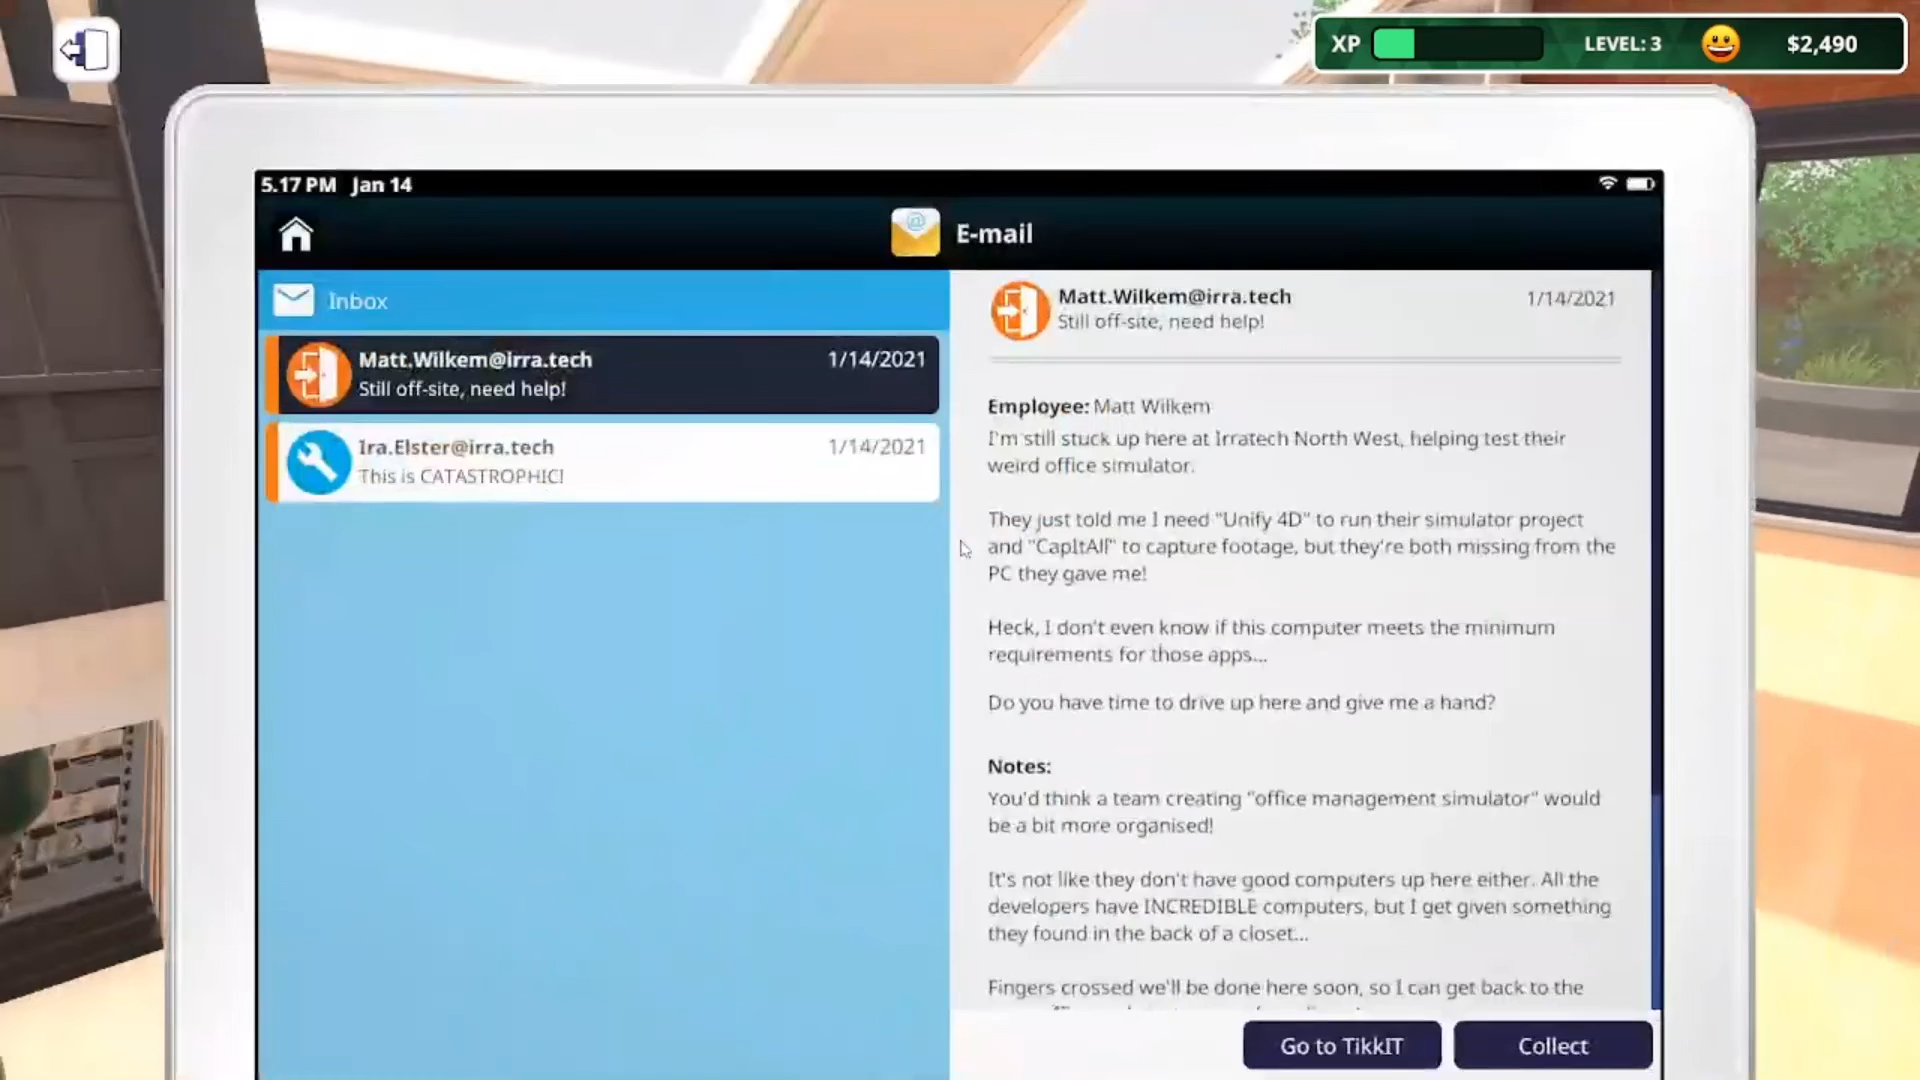 XP LEVEL: 3 $2,490
5.17 PM Jan 14
E-mail
Inbox
Matt.Wilkem@irra.tech 1/14/2021
Still off-site, need help!
Ira.Elster@irra.tech 1/14/2021
This is CATASTROPHIC!
Matt.Wilkem@irra.tech 1/14/2021
Still off-site, need help!
Employee: Matt Wilkem
I'm still stuck up here at Irratech North West, helping test their
weird office simulator.
They just told me I need "Unify 4D" to run their simulator project
and "CapItAll" to capture footage, but they're both missing from the
PC they gave me!
Heck, I don't even know if this computer meets the minimum
requirements for those apps...
Do you have time to drive up here and give me a hand?
Notes:
You'd think a team creating "office management simulator" would
be a bit more organised!
It's not like they don't have good computers up here either. All the
developers have INCREDIBLE computers, but I get given something
they found in the back of a closet...
Fingers crossed we'll be done here soon, so I can get back to the
Go to TikkIT Collect